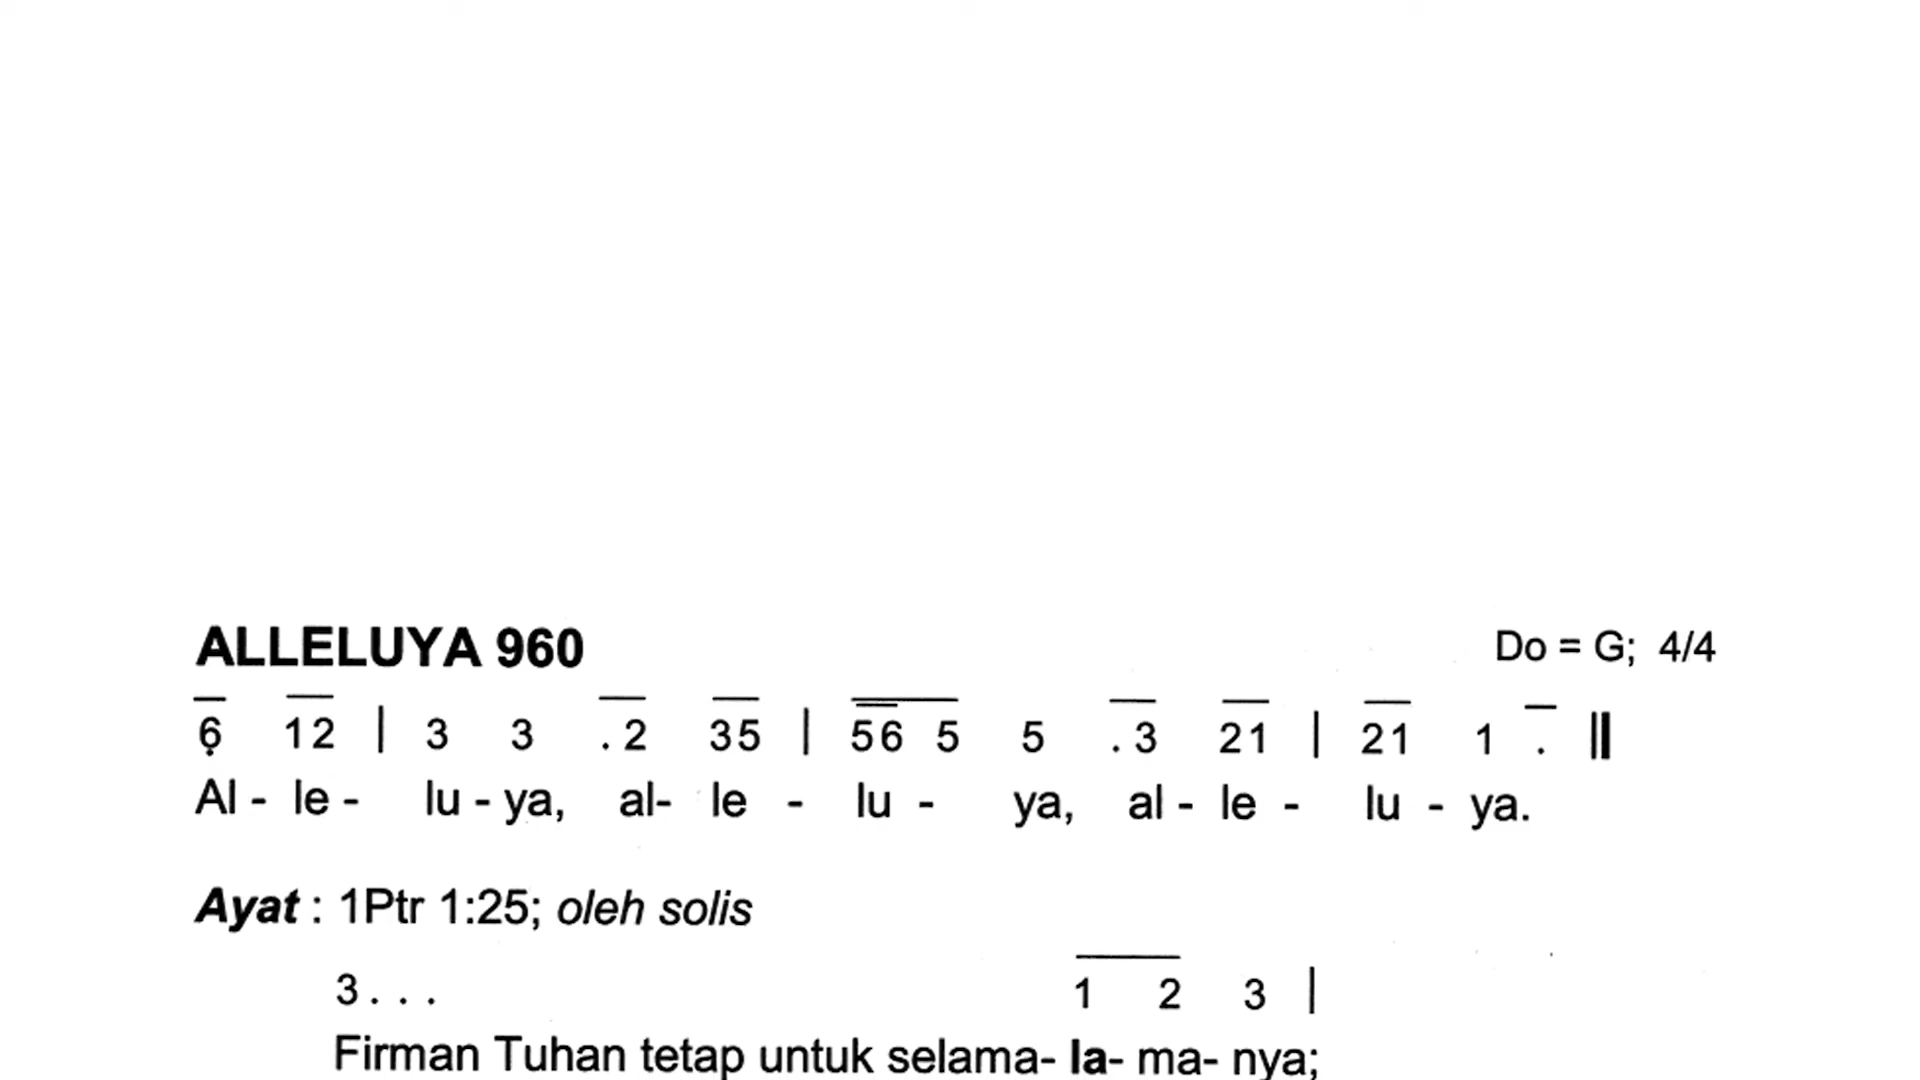 ALLELUYA 960 Do = G; 4/4
6̣ 12 | 3 3 .2 35 | 56 5 5 .3 21 | 21 1 . ||
Al - le - lu - ya, al- le - lu - ya, al - le - lu - ya.
Ayat : 1Ptr 1:25; oleh solis
3... 1 2 3 |
Firman Tuhan tetap untuk selama- la- ma- nya;